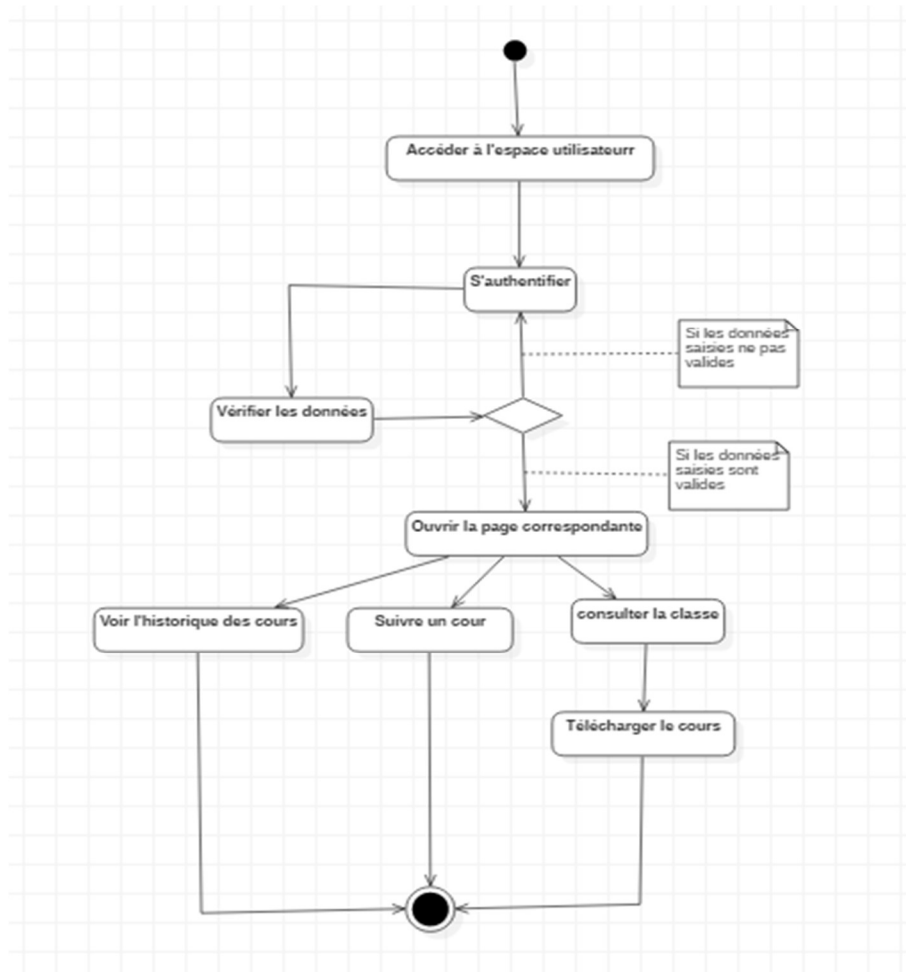 Accéder à l'espace utilisateurr
S'authentifier
Si les données
saisies ne pas
valides
Vérifier les données
Si les données
saisies sont
valides
Ouvrir la page correspondante
Voir l'historique des cours
Suivre un cour
consulter la classe
Télécharger le cours